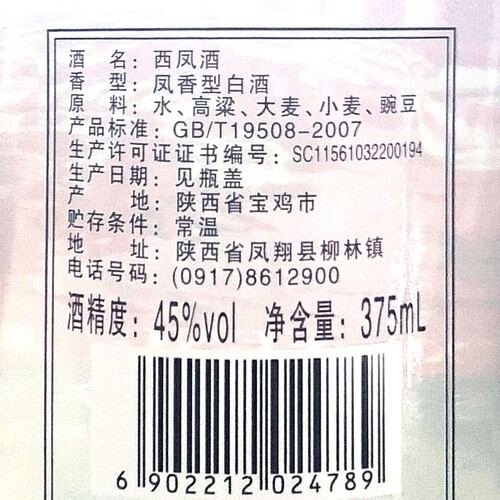 酒名：西凤酒
香型：凤香型白酒
原料：水、高粱、大麦、小麦、豌豆
产品标准：GB/T19508-2007
生产许可证证书编号：SC11561032200194
生产日期：见瓶盖
产地：陕西省宝鸡市
贮存条件：常温
地址：陕西省凤翔县柳林镇
电话号码：(0917)8612900
酒精度：45%vol 净含量：375mL
6 902212 024789